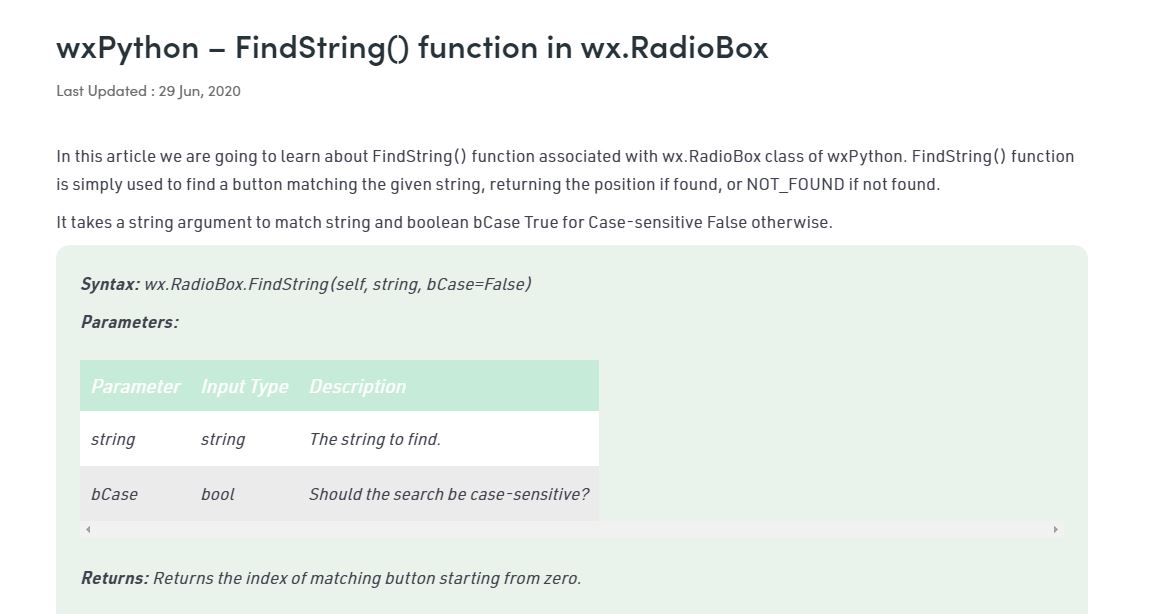 wxPython – FindString() function in wx.RadioBox
Last Updated : 29 Jun, 2020
In this article we are going to learn about FindString() function associated with wx.RadioBox class of wxPython. FindString() function
is simply used to find a button matching the given string, returning the position if found, or NOT_FOUND if not found.
It takes a string argument to match string and boolean bCase True for Case-sensitive False otherwise.
Syntax: wx.RadioBox.FindString(self, string, bCase=False)
Parameters:
Parameter Input Type Description
string string The string to find.
bCase bool Should the search be case-sensitive?
Returns: Returns the index of matching button starting from zero.